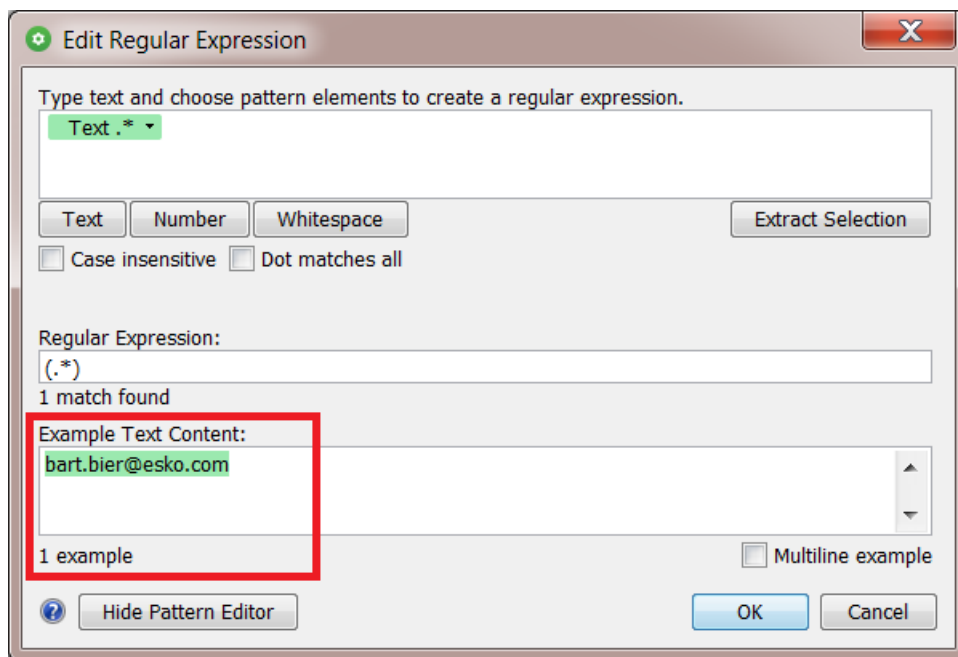 Edit Regular Expression
X
Type text and choose pattern elements to create a regular expression.
Text .*
Text Number Whitespace Extract Selection
Case insensitive Dot matches all
Regular Expression:
(.*)
1 match found
Example Text Content:
bart.bier@esko.com
1 example Multiline example
? Hide Pattern Editor OK Cancel